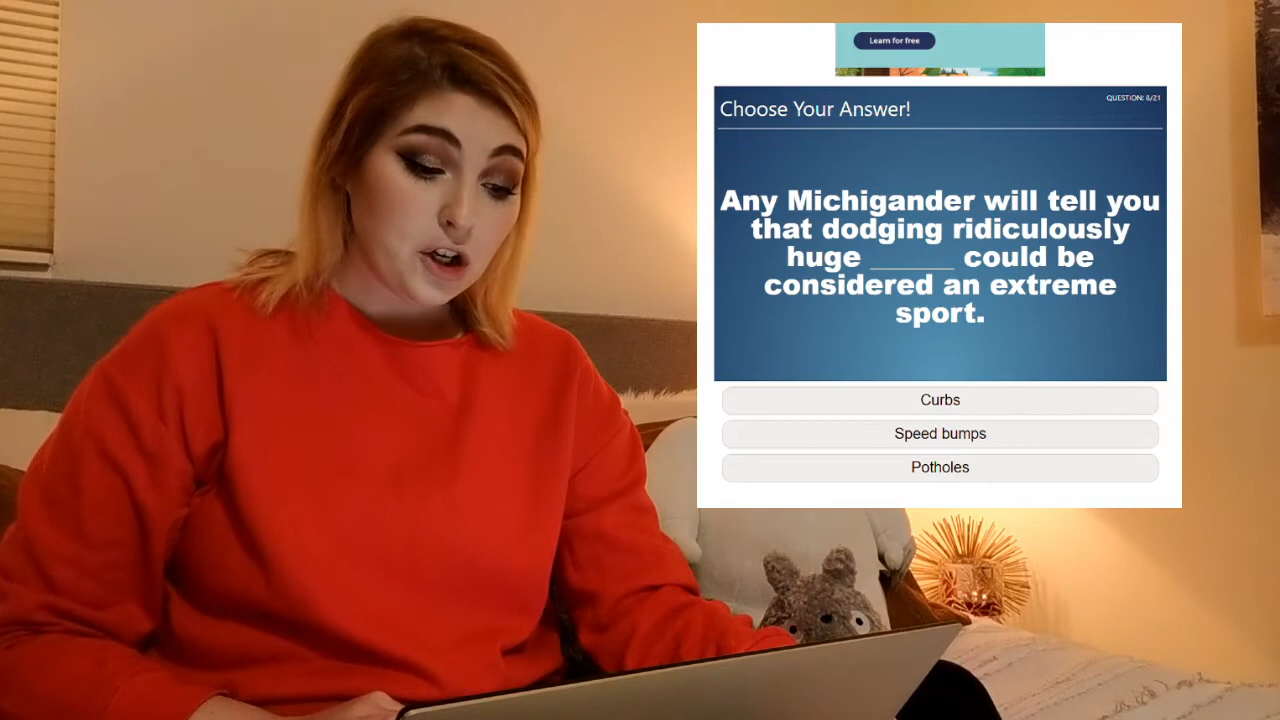 Learn for free
QUESTION: 8/21
Choose Your Answer!
Any Michigander will tell you
that dodging ridiculously
huge ______ could be
considered an extreme
sport.
Curbs
Speed bumps
Potholes